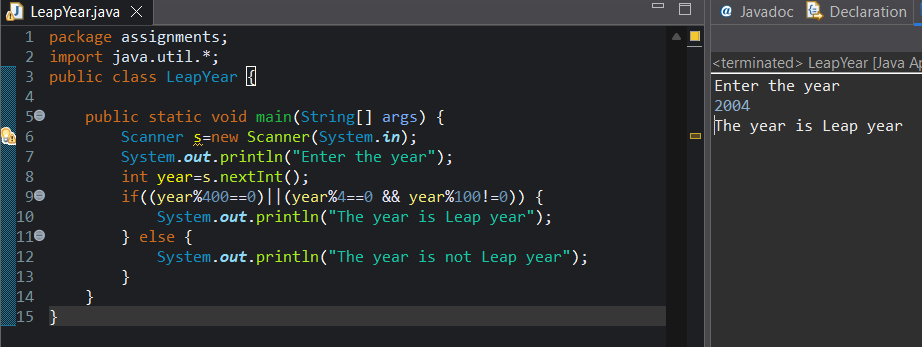 LeapYear.java
1 package assignments;
2 import java.util.*;
3 public class LeapYear {
4
5 public static void main(String[] args) {
6 Scanner s=new Scanner(System.in);
7 System.out.println("Enter the year");
8 int year=s.nextInt();
9 if((year%400==0)||(year%4==0 && year%100!=0)) {
10 System.out.println("The year is Leap year");
11 } else {
12 System.out.println("The year is not Leap year");
13 }
14 }
15 }
@ Javadoc Declaration
<terminated> LeapYear [Java Ap
Enter the year
2004
The year is Leap year